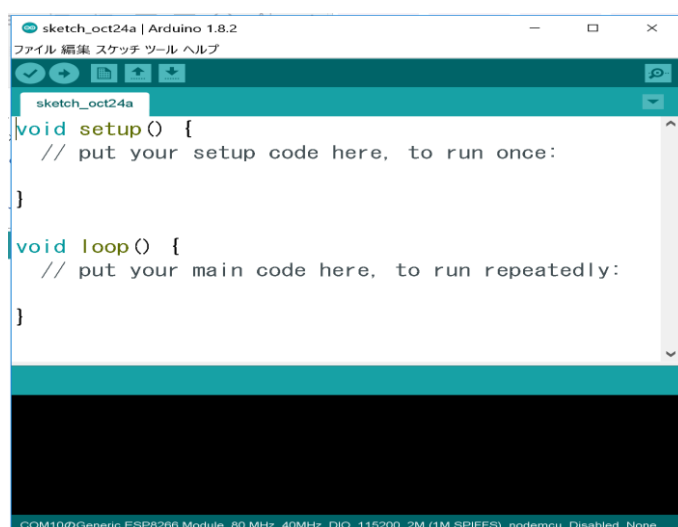 sketch_oct24a | Arduino 1.8.2
ファイル 編集 スケッチ ツール ヘルプ
sketch_oct24a
void setup() {
// put your setup code here, to run once:
}
void loop() {
// put your main code here, to run repeatedly:
}
COM10のGeneric ESP8266 Module, 80 MHz, 40MHz, DIO, 115200, 2M (1M SPIFFS), nodemcu, Disabled, None